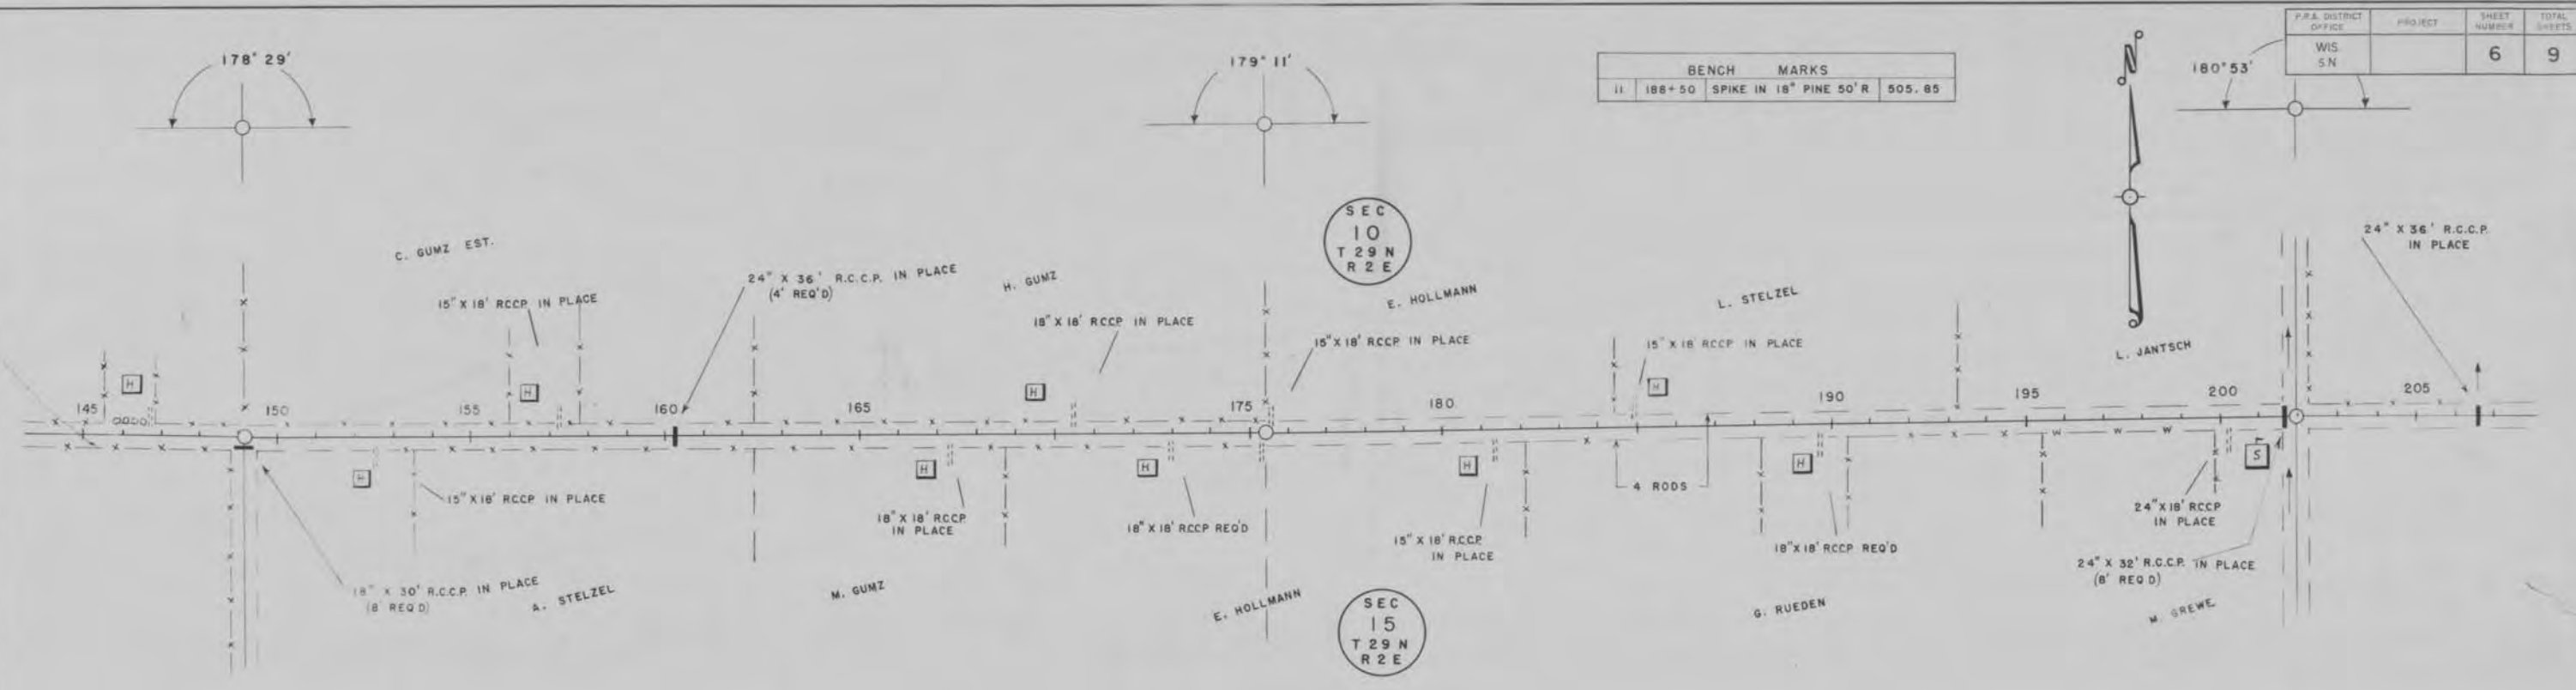 P.R.A. DISTRICT OFFICE PROJECT SHEET NUMBER TOTAL SHEETS
WIS. S.N 6 9
178° 29'
179° 11'
180° 53'
BENCH MARKS
11 188+50 SPIKE IN 18" PINE 50' R 505.85
N
SEC
10
T 29 N
R 2 E
C. GUMZ EST.
15" X 18' RCCP IN PLACE
24" X 36' R.C.C.P. IN PLACE
(4' REQ'D)
H. GUMZ
18" X 18' RCCP IN PLACE
E. HOLLMANN
15" X 18' RCCP IN PLACE
L. STELZEL
15" X 18 RCCP IN PLACE
L. JANTSCH
24" X 36' R.C.C.P.
IN PLACE
H
H
H
H
145 150 155 160 165 175 180 190 195 200 205
H
H
H
H
H
S
15" X 18' RCCP IN PLACE
18" X 18' RCCP
IN PLACE
18" X 18' RCCP REQ'D
15" X 18' R.C.C.P.
IN PLACE
4 RODS
18" X 18' RCCP REQ'D
W W W
24" X 18' RCCP
IN PLACE
24" X 32' R.C.C.P. IN PLACE
(8' REQ D)
18" X 30' R.C.C.P. IN PLACE
(8' REQ D)
A. STELZEL
M. GUMZ
E. HOLLMANN
SEC
15
T 29 N
R 2 E
G. RUEDEN
M. GREWE